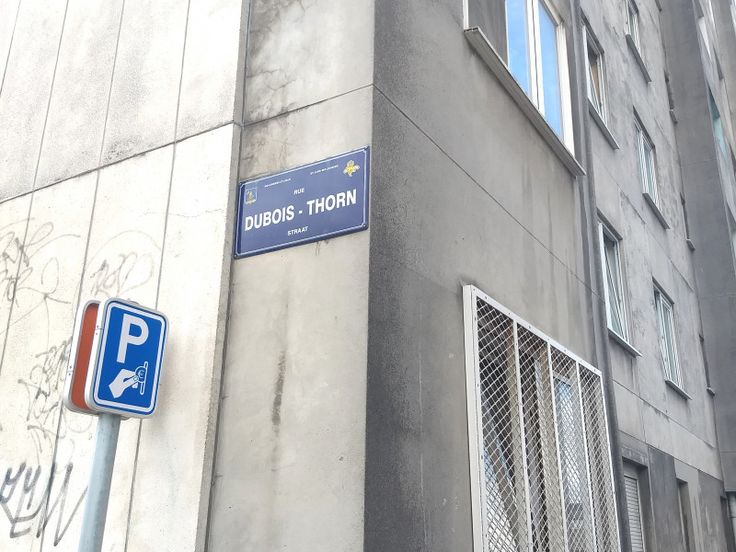 RUE
DUBOIS - THORN
STRAAT
P
€